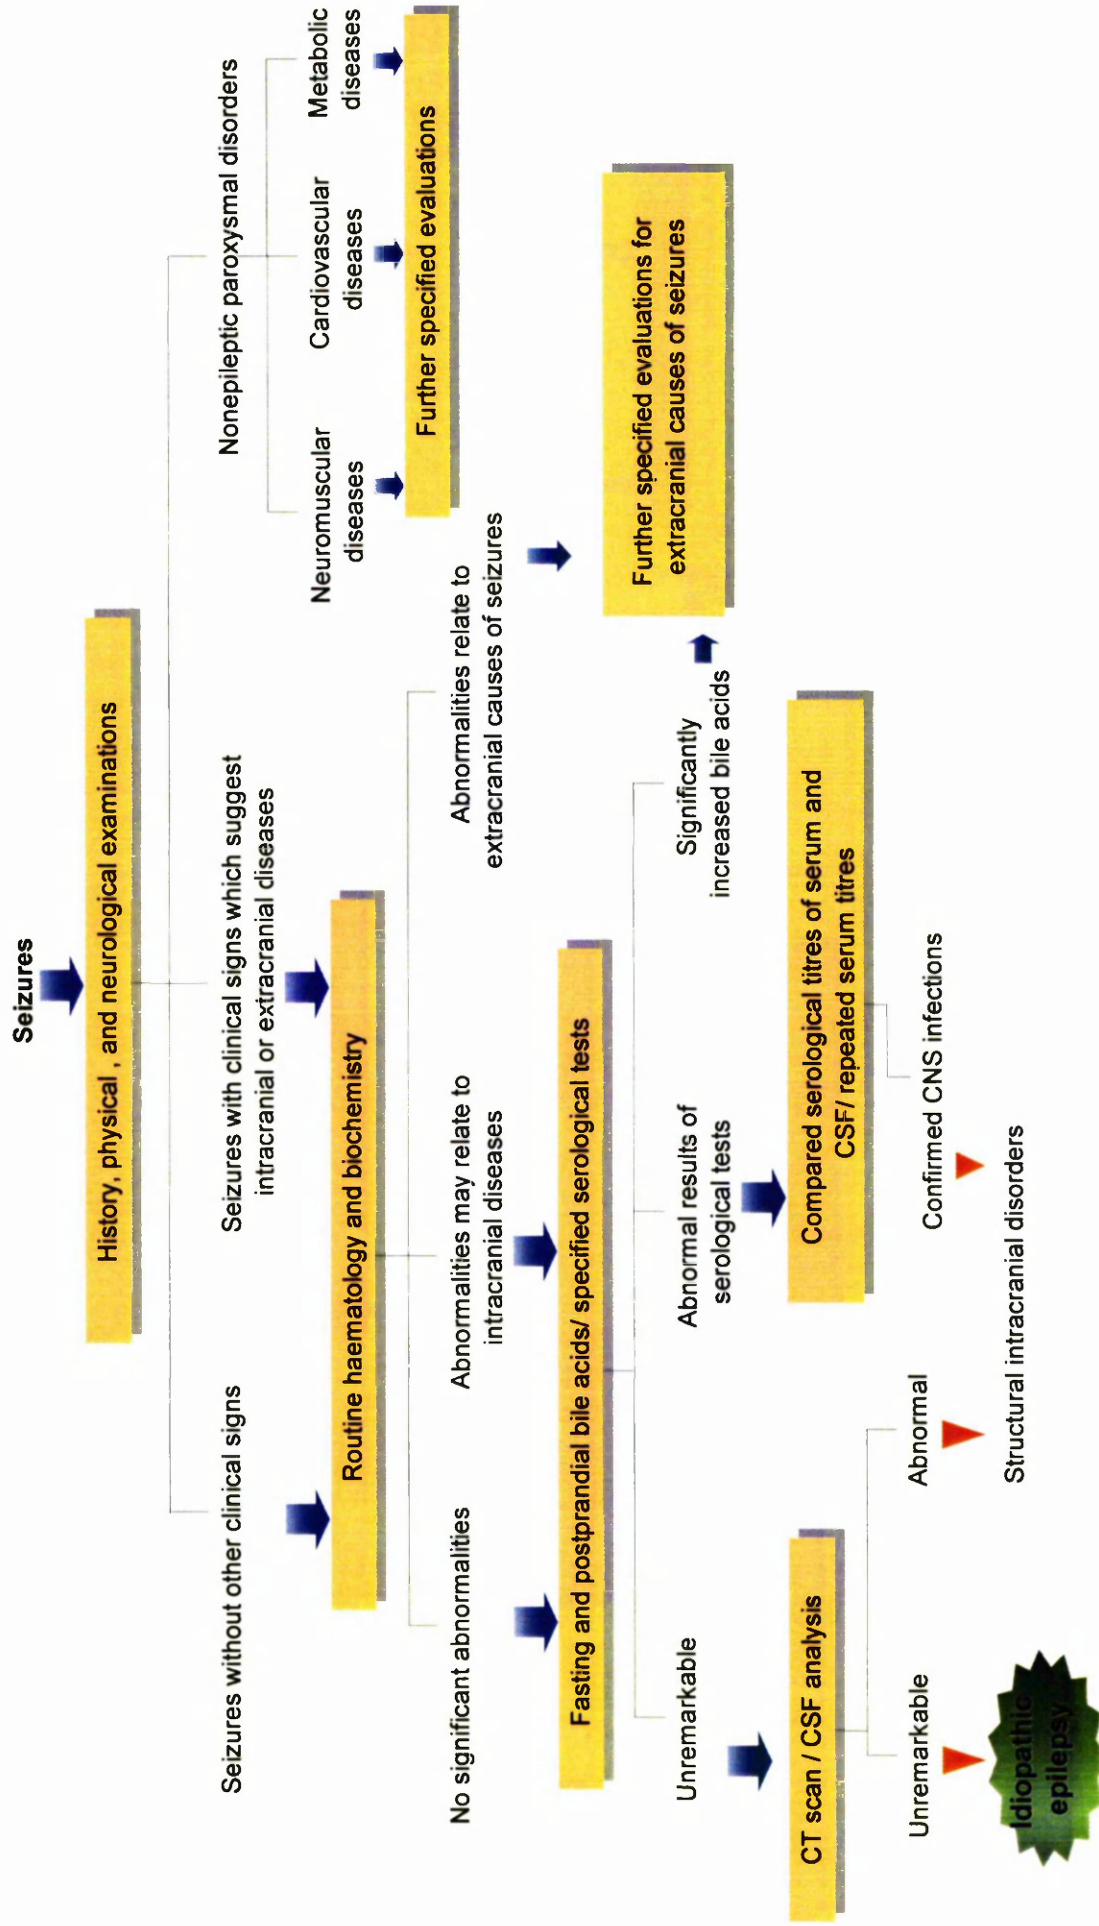 Seizures
History, physical , and neurological examinations
Seizures without other clinical signs
Seizures with clinical signs which suggest
intracranial or extracranial diseases
Nonepileptic paroxysmal disorders
Neuromuscular
diseases
Cardiovascular
diseases
Metabolic
diseases
Further specified evaluations
Routine haematology and biochemistry
No significant abnormalities
Abnormalities may relate to
intracranial diseases
Abnormalities relate to
extracranial causes of seizures
Fasting and postprandial bile acids/ specified serological tests
Further specified evaluations for
extracranial causes of seizures
Unremarkable
Abnormal results of
serological tests
Significantly
increased bile acids
CT scan / CSF analysis
Compared serological titres of serum and
CSF/ repeated serum titres
Unremarkable
Abnormal
Confirmed CNS infections
Idiopathic
epilepsy
Structural intracranial disorders